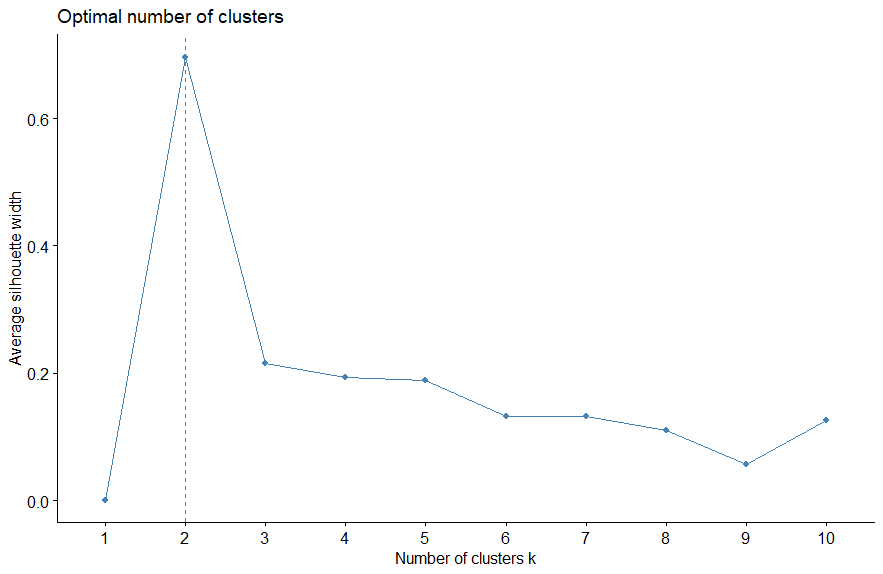 Optimal number of clusters
Average silhouette width
0.6
0.4
0.2
0.0
1 2 3 4 5 6 7 8 9 10
Number of clusters k